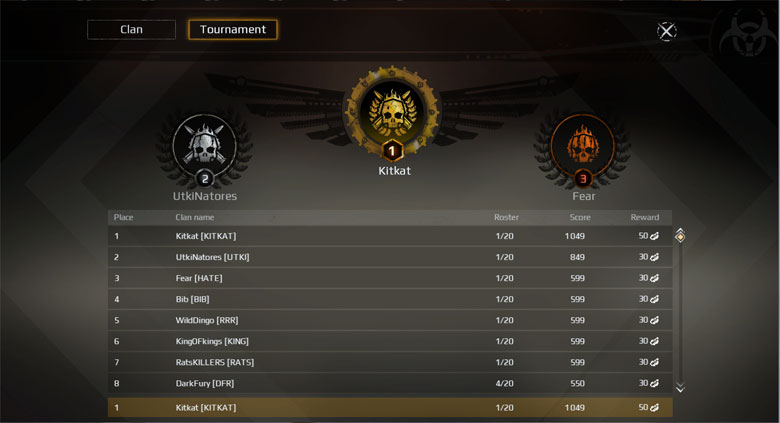 Clan Tournament
1
2
3
Kitkat
UtkiNatores Fear
Place Clan name Roster Score Reward
1 Kitkat [KITKAT] 1/20 1049 50
2 UtkiNatores [UTKI] 1/20 849 30
3 Fear [HATE] 1/20 599 30
4 Bib [BIB] 1/20 599 30
5 WildDingo [RRR] 1/20 599 30
6 KingOFkings [KING] 1/20 599 30
7 RatsKILLERS [RATS] 1/20 599 30
8 DarkFury [DFR] 4/20 550 30
1 Kitkat [KITKAT] 1/20 1049 50